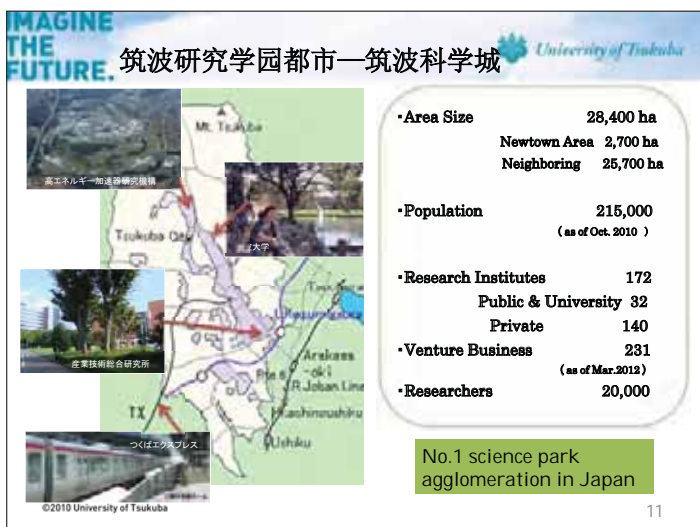 IMAGINE
THE
FUTURE.
筑波研究学园都市—筑波科学城
University of Tsukuba
Mt. Tsukuba
高エネルギー加速器研究機構
大学
Tsukuba City
産業技術総合研究所
Arakawa
-oki
JR Joban Line
TX
Ushiku
つくばエクスプレス
©2010 University of Tsukuba
・Area Size 28,400 ha
Newtown Area 2,700 ha
Neighboring 25,700 ha
・Population 215,000
( as of Oct. 2010 )
・Research Institutes 172
Public & University 32
Private 140
・Venture Business 231
( as of Mar.2012 )
・Researchers 20,000
No.1 science park
agglomeration in Japan
11